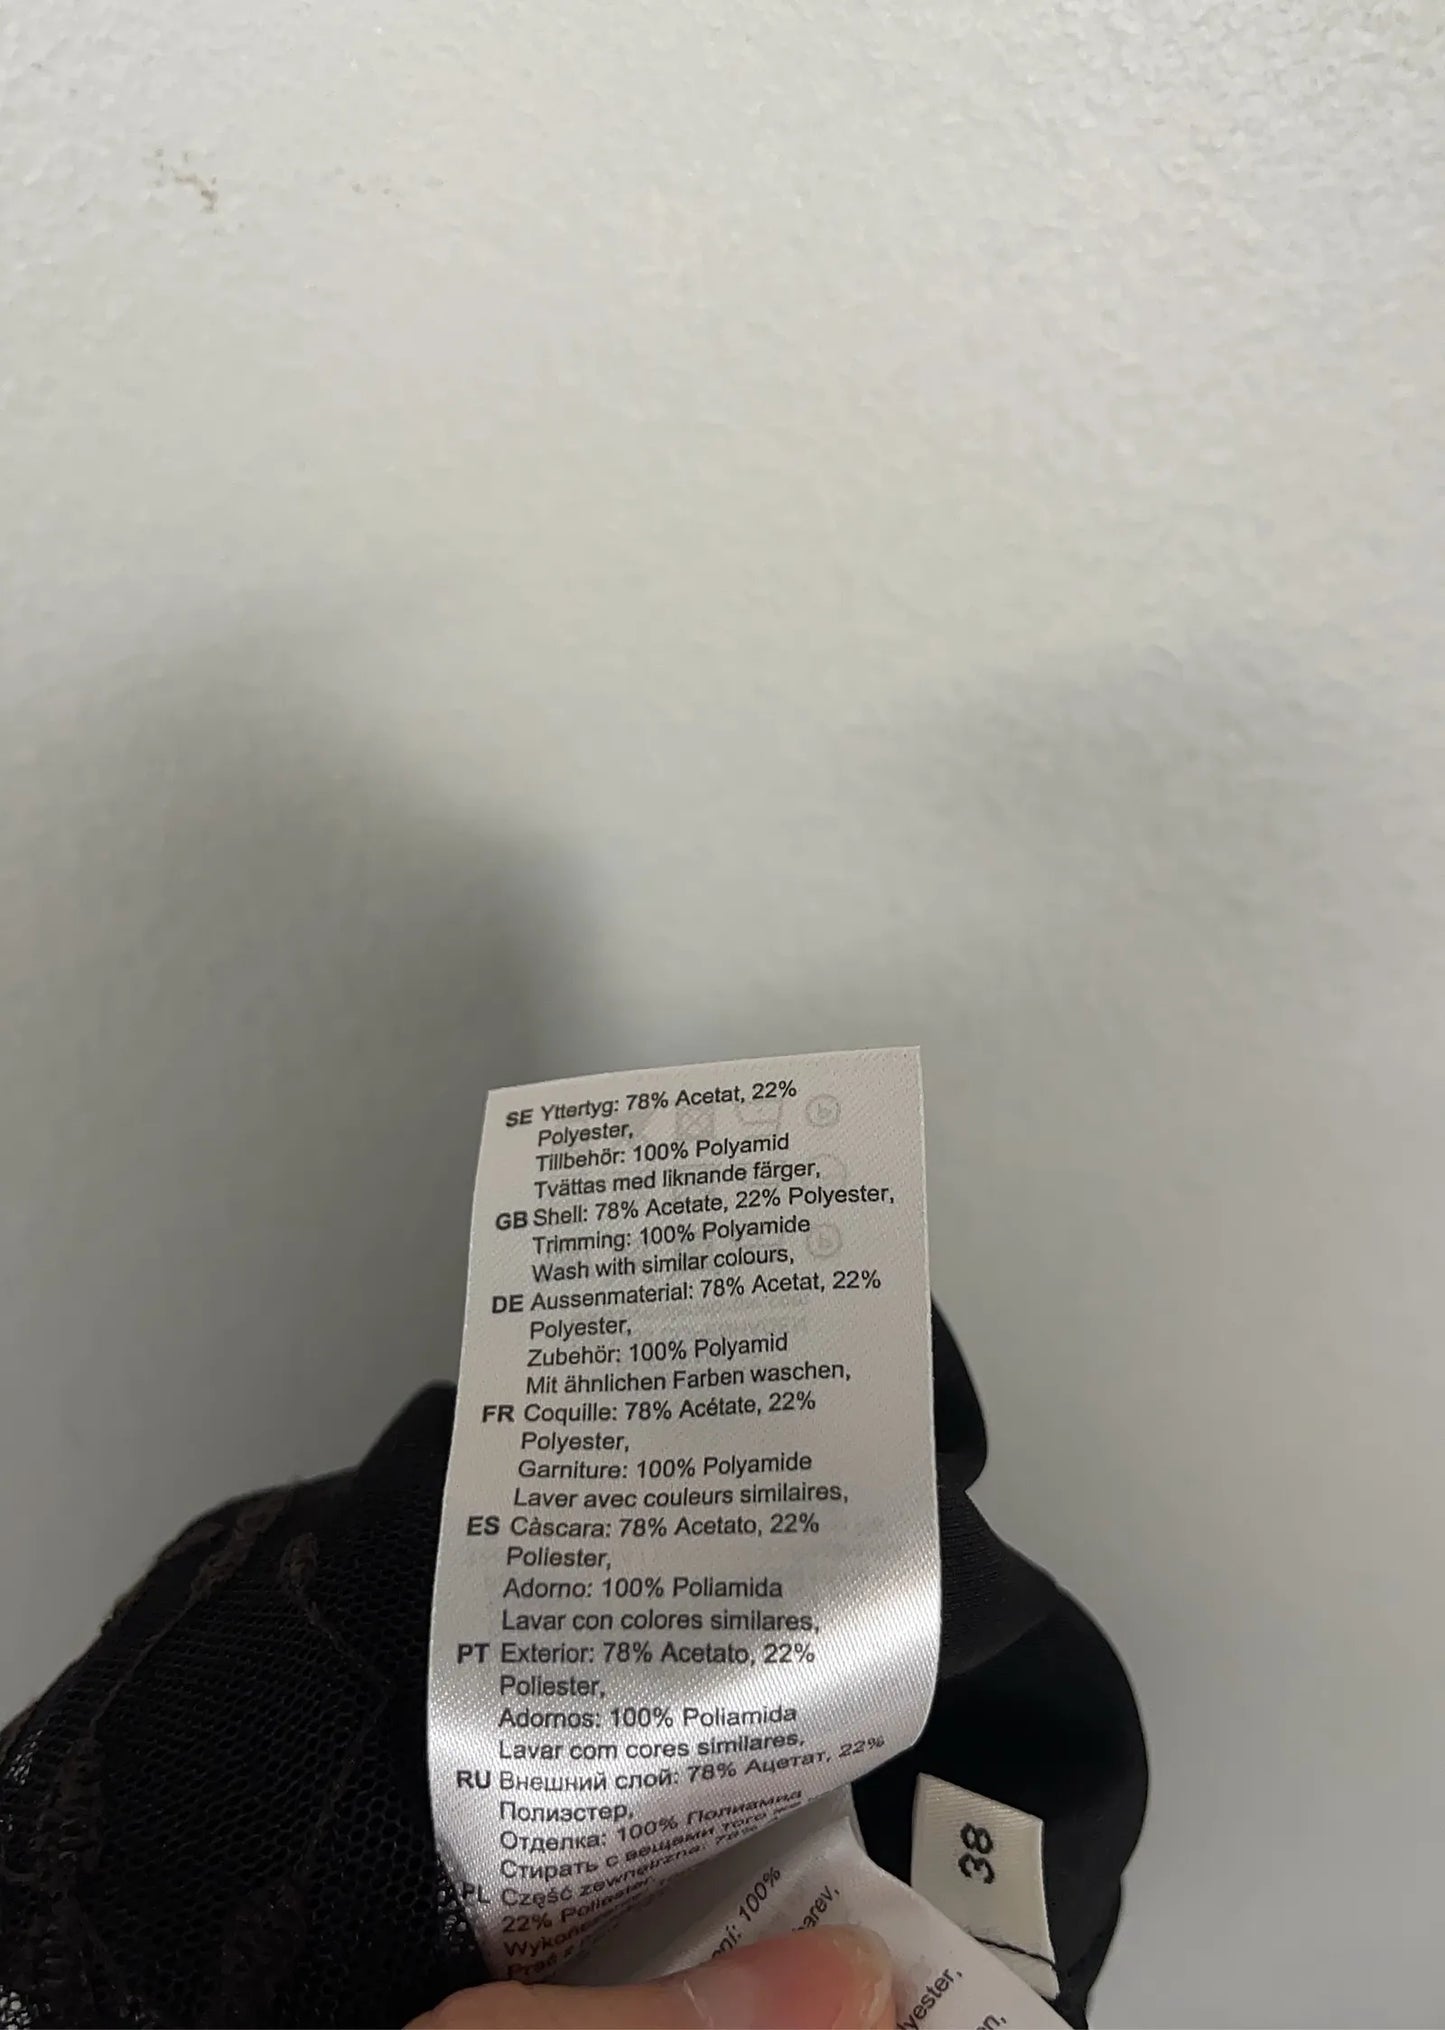 SE Yttertyg: 78% Acetat, 22%
Polyester,
Tillbehör: 100% Polyamid
Tvättas med liknande färger,
GB Shell: 78% Acetate, 22% Polyester,
Trimming: 100% Polyamide
Wash with similar colours,
DE Aussenmaterial: 78% Acetat, 22%
Polyester,
Zubehör: 100% Polyamid
Mit ähnlichen Farben waschen,
FR Coquille: 78% Acétate, 22%
Polyester,
Garniture: 100% Polyamide
Laver avec couleurs similaires,
ES Càscara: 78% Acetato, 22%
Poliester,
Adorno: 100% Poliamida
Lavar con colores similares,
PT Exterior: 78% Acetato, 22%
Poliester,
Adornos: 100% Poliamida
Lavar com cores similares,
RU Внешний слой: 78% Ацетат, 22%
Полиэстер,
Отделка: 100% Полиамид
Стирать с вещами того же
PL Część zewnętrzna: 78%
22% Poliester
100%
38